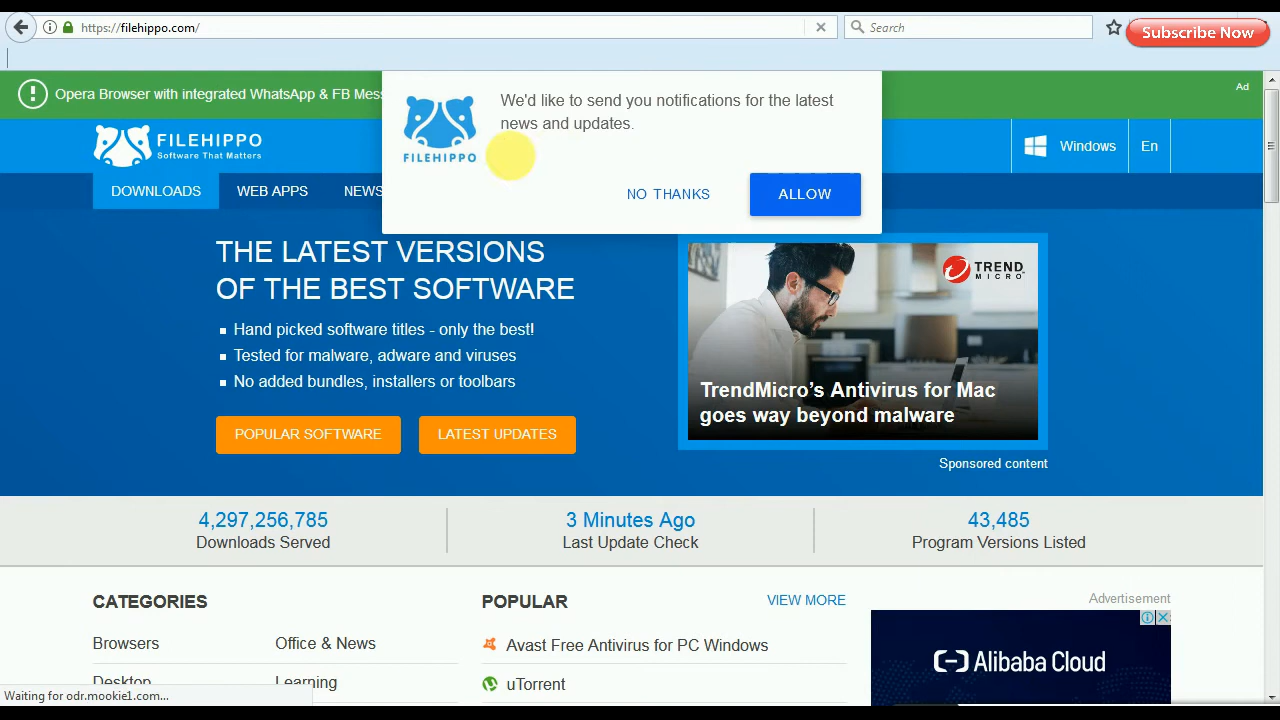 https://filehippo.com/
Search
Subscribe Now
Opera Browser with integrated WhatsApp & FB Mess
Ad
We'd like to send you notifications for the latest
news and updates.
FILEHIPPO
NO THANKS
ALLOW
FILEHIPPO
Software That Matters
Windows
En
DOWNLOADS
WEB APPS
NEWS
THE LATEST VERSIONS
OF THE BEST SOFTWARE
Hand picked software titles - only the best!
Tested for malware, adware and viruses
No added bundles, installers or toolbars
POPULAR SOFTWARE
LATEST UPDATES
TREND
MICRO
TrendMicro's Antivirus for Mac
goes way beyond malware
Sponsored content
4,297,256,785
Downloads Served
3 Minutes Ago
Last Update Check
43,485
Program Versions Listed
CATEGORIES
Browsers
Office & News
Desktop
Learning
POPULAR
VIEW MORE
Avast Free Antivirus for PC Windows
uTorrent
Advertisement
Alibaba Cloud
Waiting for odr.mookie1.com...